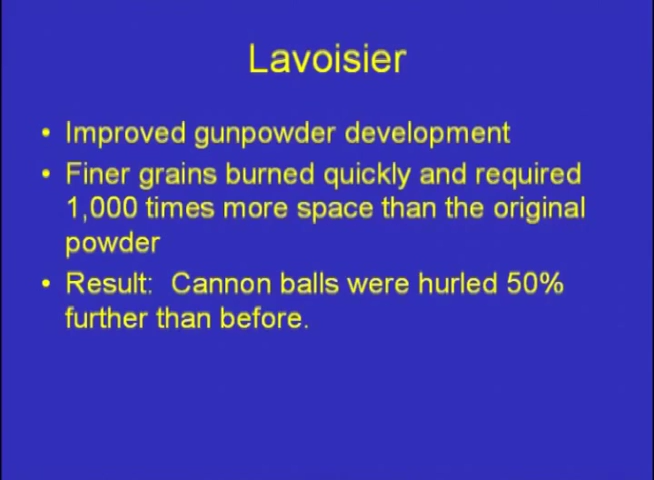 Lavoisier
• Improved gunpowder development
• Finer grains burned quickly and required
1,000 times more space than the original
powder
• Result: Cannon balls were hurled 50%
further than before.